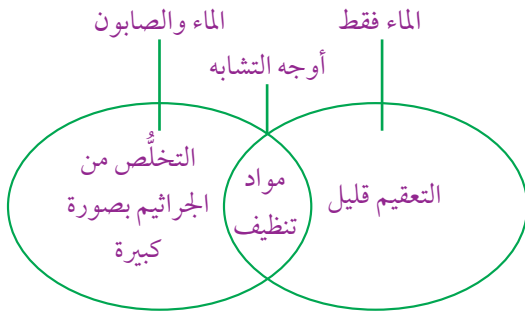 الماء فقط
الماء والصابون
أوجه التشابه
التعقيم قليل
مواد
تنظيف
التخلُّص من
الجراثيم بصورة
كبيرة